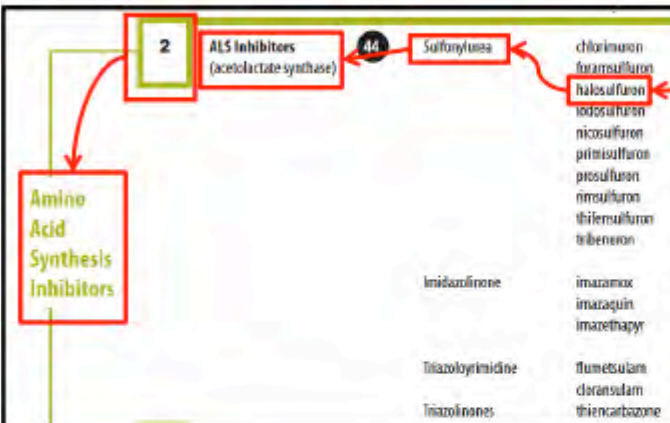 2
ALS Inhibitors
(acetolactate synthase)
44
Sulfonylurea
chlorimuron
foramsulfuron
halosulfuron
iodosulfuron
nicosulfuron
primisulfuron
prosulfuron
rimsulfuron
thifensulfuron
tribenuron
Amino
Acid
Synthesis
Inhibitors
Imidazolinone
imazamox
imazaquin
imazethapyr
Triazoloyrimidine
flumetsulam
cloransulam
Triazolinones
thiencarbazone